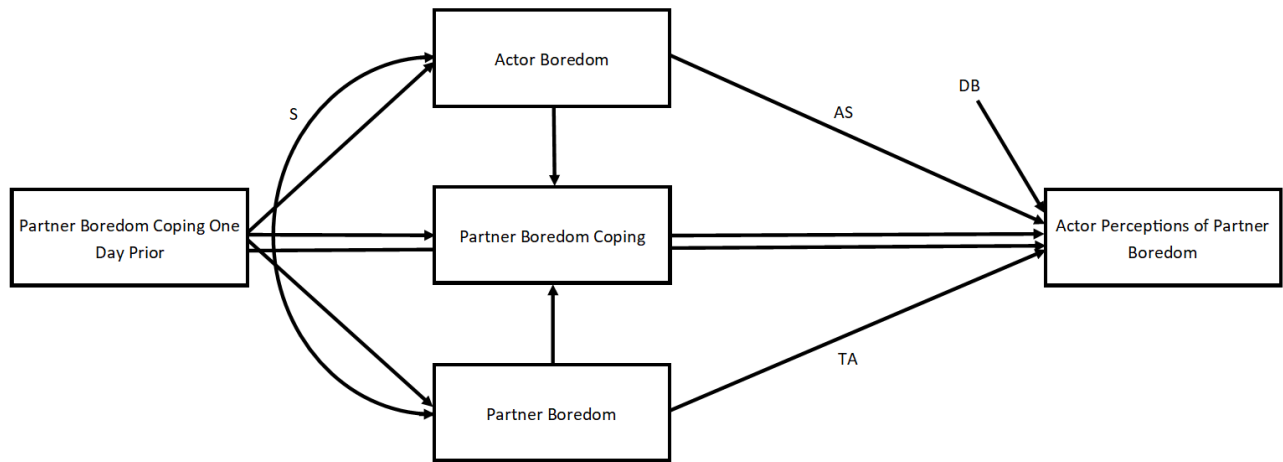 Actor Boredom
DB
S
AS
Partner Boredom Coping One
Day Prior
Partner Boredom Coping
Actor Perceptions of Partner
Boredom
TA
Partner Boredom